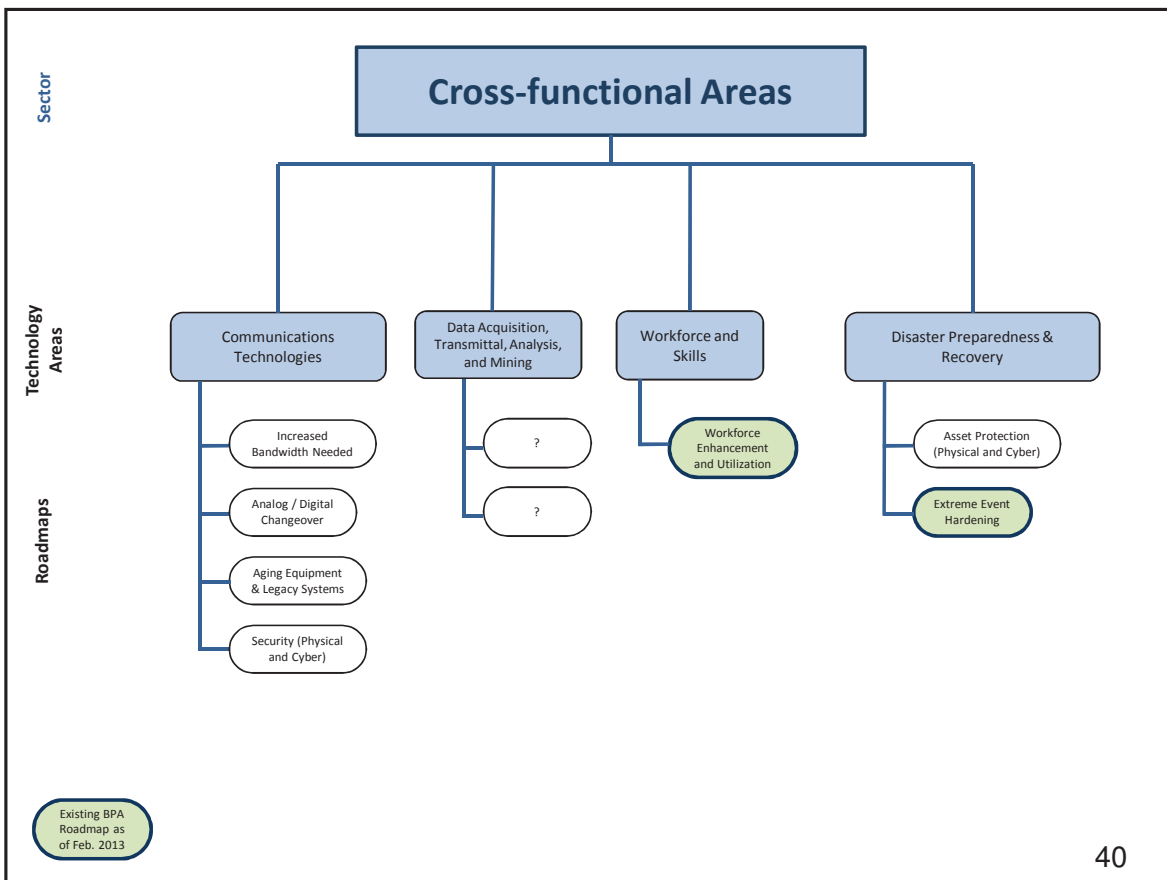 Sector
Cross-functional Areas
Technology
Areas
Communications
Technologies
Data Acquisition,
Transmittal, Analysis,
and Mining
Workforce and
Skills
Disaster Preparedness &
Recovery
Roadmaps
Increased
Bandwidth Needed
Analog / Digital
Changeover
Aging Equipment
& Legacy Systems
Security (Physical
and Cyber)
?
?
Workforce
Enhancement
and Utilization
Asset Protection
(Physical and Cyber)
Extreme Event
Hardening
Existing BPA
Roadmap as
of Feb. 2013
40